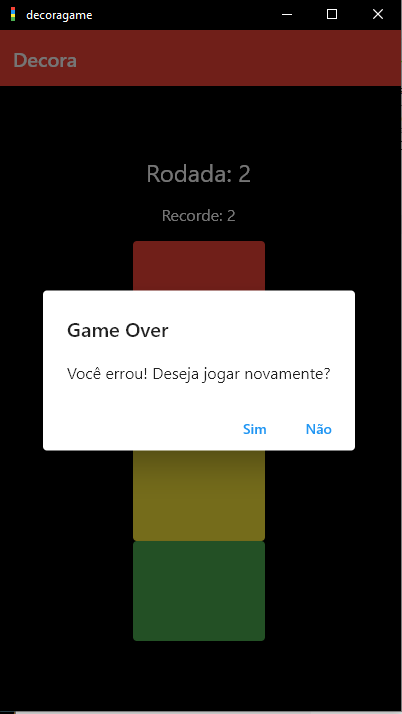 decoragame
Decora
Rodada: 2
Recorde: 2
Game Over
Você errou! Deseja jogar novamente?
Sim Não